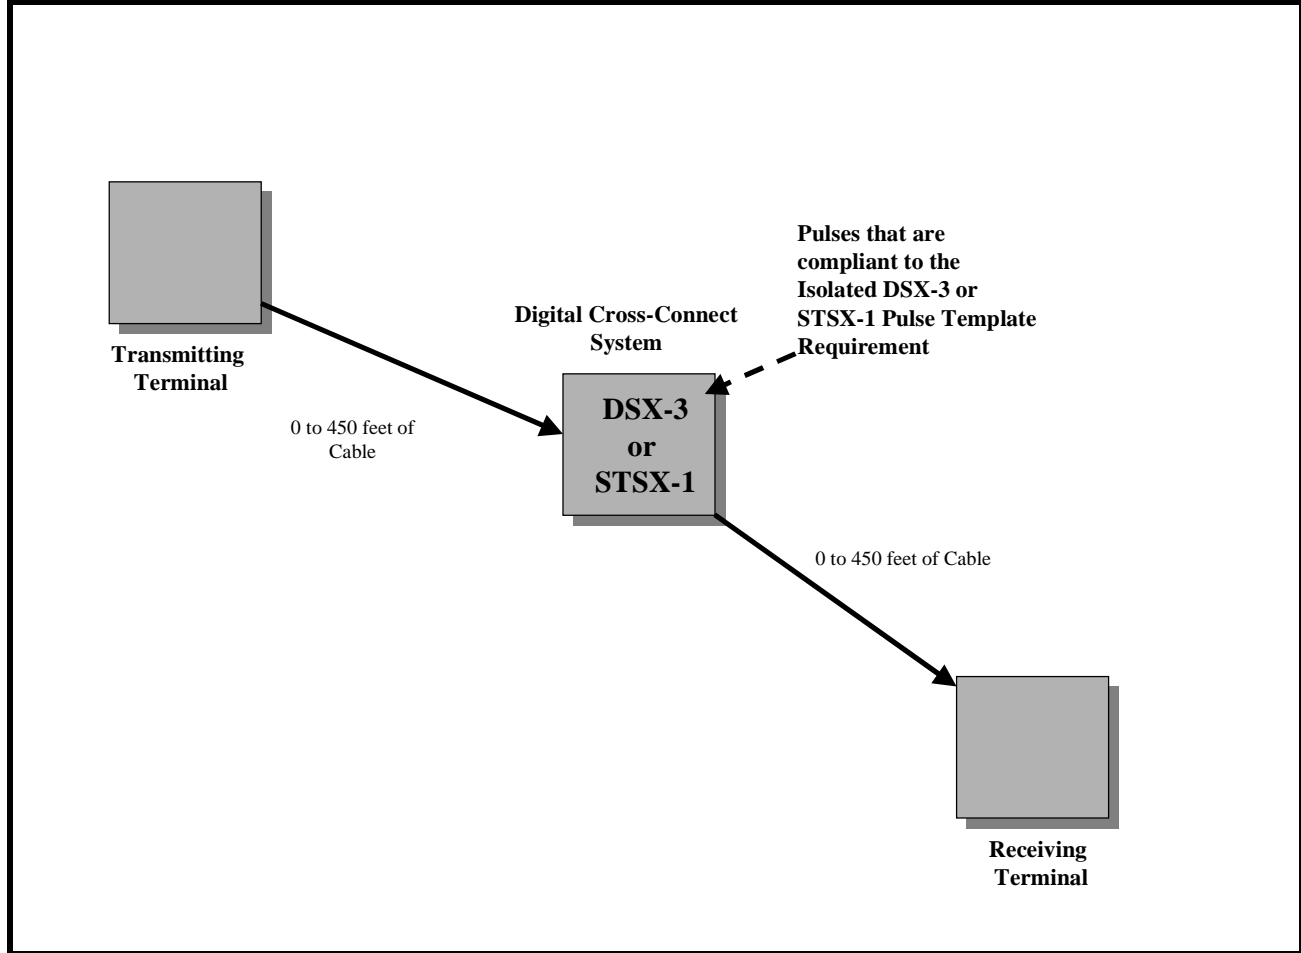 Pulses that are
compliant to the
Isolated DSX-3 or
STSX-1 Pulse Template
Requirement
Digital Cross-Connect
System
Transmitting
Terminal
DSX-3
or
STSX-1
0 to 450 feet of
Cable
0 to 450 feet of Cable
Receiving
Terminal